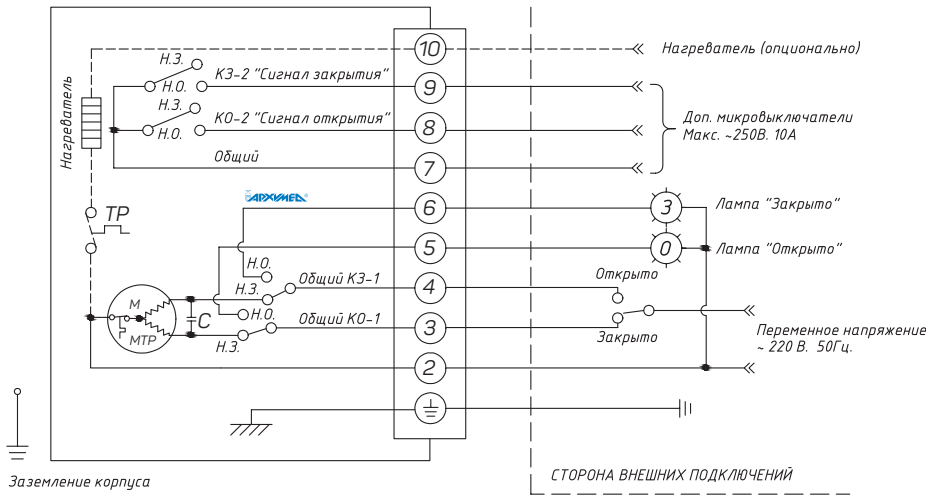 10
Нагреватель (опционально)
Н.З.
КЗ-2 "Сигнал закрытия"
9
Н.О.
Н.З.
КО-2 "Сигнал открытия"
8
Н.О.
Доп. микровыключатели
Макс. ~250В. 10А
Нагреватель
Общий
7
АРХИМЕД
6
З
Лампа "Закрыто"
ТР
5
О
Лампа "Открыто"
Н.О.
Общий КЗ-1
4
Открыто
Н.З.
М
МТР
С
Н.О.
Общий КО-1
3
Закрыто
Н.З.
Переменное напряжение
~ 220 В. 50Гц.
2
Заземление корпуса
СТОРОНА ВНЕШНИХ ПОДКЛЮЧЕНИЙ